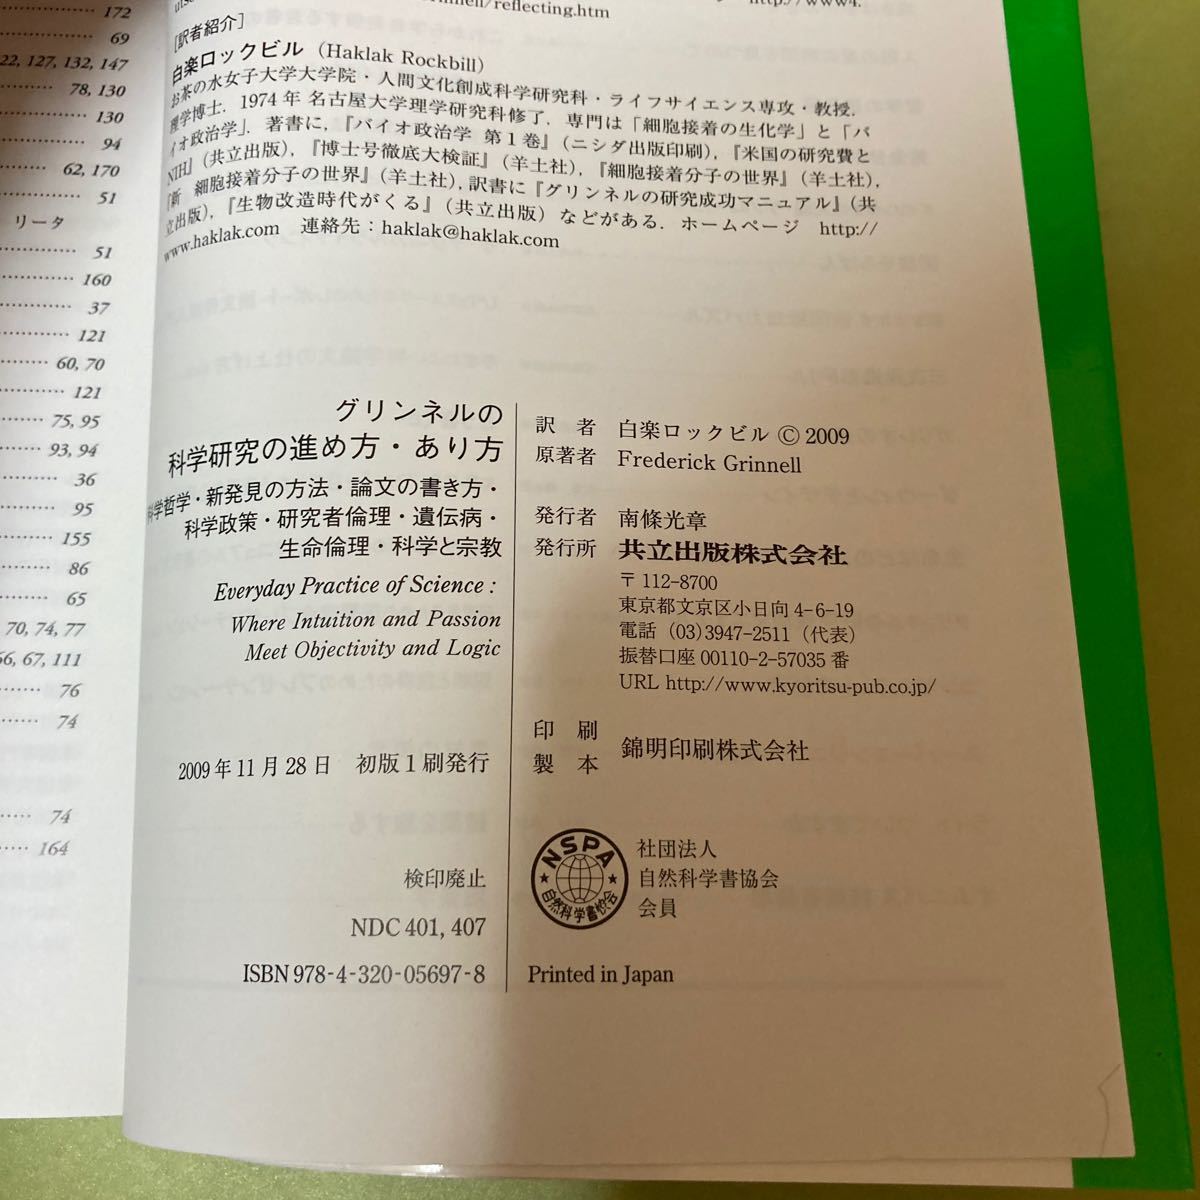 172
69
22, 127, 132, 147
78, 130
130
94
62, 170
51
リータ
51
160
37
121
60, 70
121
75, 95
93, 94
36
95
155
86
65
70, 74, 77
66, 67, 111
76
74
74
164
/reflecting.htm
http://www4.
[訳者紹介]
白楽ロックビル (Haklak Rockbill)
お茶の水女子大学大学院・人間文化創成科学研究科・ライフサイエンス専攻・教授.
理学博士. 1974年 名古屋大学理学研究科修了. 専門は「細胞接着の生化学」と「バ
イオ政治学」. 著書に,『バイオ政治学 第1巻』(ニシダ出版印刷),『米国の研究費と
NIH』(共立出版),『博士号徹底大検証』(羊土社),『細胞接着分子の世界』(羊土社),
『新 細胞接着分子の世界』(羊土社), 訳書に『グリンネルの研究成功マニュアル』(共
立出版),『生物改造時代がくる』(共立出版) などがある. ホームページ http://
www.haklak.com 連絡先：haklak@haklak.com
グリンネルの
科学研究の進め方・あり方
科学哲学・新発見の方法・論文の書き方・
科学政策・研究者倫理・遺伝病・
生命倫理・科学と宗教
Everyday Practice of Science :
Where Intuition and Passion
Meet Objectivity and Logic
2009年11月28日 初版1刷発行
検印廃止
NDC 401, 407
ISBN 978-4-320-05697-8
訳 者 白楽ロックビル © 2009
原著者 Frederick Grinnell
発行者 南條光章
発行所 共立出版株式会社
〒112-8700
東京都文京区小日向4-6-19
電話 (03)3947-2511 (代表)
振替口座 00110-2-57035 番
URL http://www.kyoritsu-pub.co.jp/
印 刷
製 本
錦明印刷株式会社
NSPA
自然科学書協会
社団法人
自然科学書協会
会員
Printed in Japan